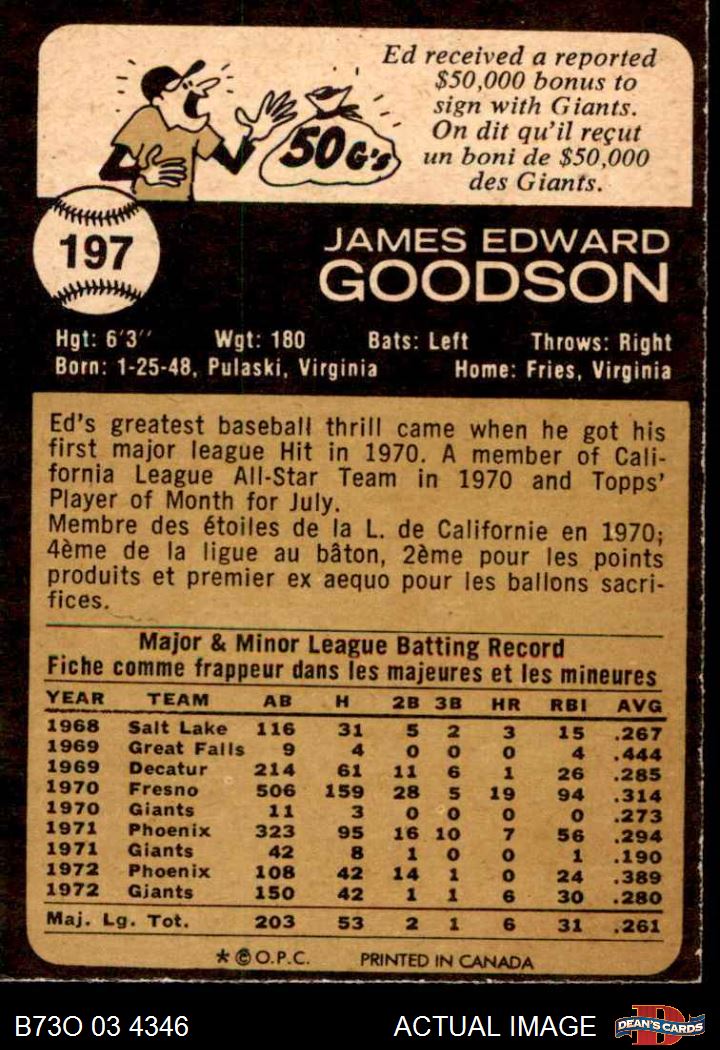 Ed received a reported
$50,000 bonus to
sign with Giants.
On dit qu'il reçut
un boni de $50,000
des Giants.
50 G's
197
JAMES EDWARD
GOODSON
Hgt: 6'3" Wgt: 180 Bats: Left Throws: Right
Born: 1-25-48, Pulaski, Virginia Home: Fries, Virginia
Ed's greatest baseball thrill came when he got his
first major league Hit in 1970. A member of Cali-
fornia League All-Star Team in 1970 and Topps'
Player of Month for July.
Membre des étoiles de la L. de Californie en 1970;
4ème de la ligue au bâton, 2ème pour les points
produits et premier ex aequo pour les ballons sacri-
fices.
Major & Minor League Batting Record
Fiche comme frappeur dans les majeures et les mineures
YEAR TEAM AB H 2B 3B HR RBI AVG
1968 Salt Lake 116 31 5 2 3 15 .267
1969 Great Falls 9 4 0 0 0 4 .444
1969 Decatur 214 61 11 6 1 26 .285
1970 Fresno 506 159 28 5 19 94 .314
1970 Giants 11 3 0 0 0 0 .273
1971 Phoenix 323 95 16 10 7 56 .294
1971 Giants 42 8 1 0 0 1 .190
1972 Phoenix 108 42 14 1 0 24 .389
1972 Giants 150 42 1 1 6 30 .280
Maj. Lg. Tot. 203 53 2 1 6 31 .261
* © O.P.C. PRINTED IN CANADA
B73O 03 4346 ACTUAL IMAGE DEAN'S CARDS